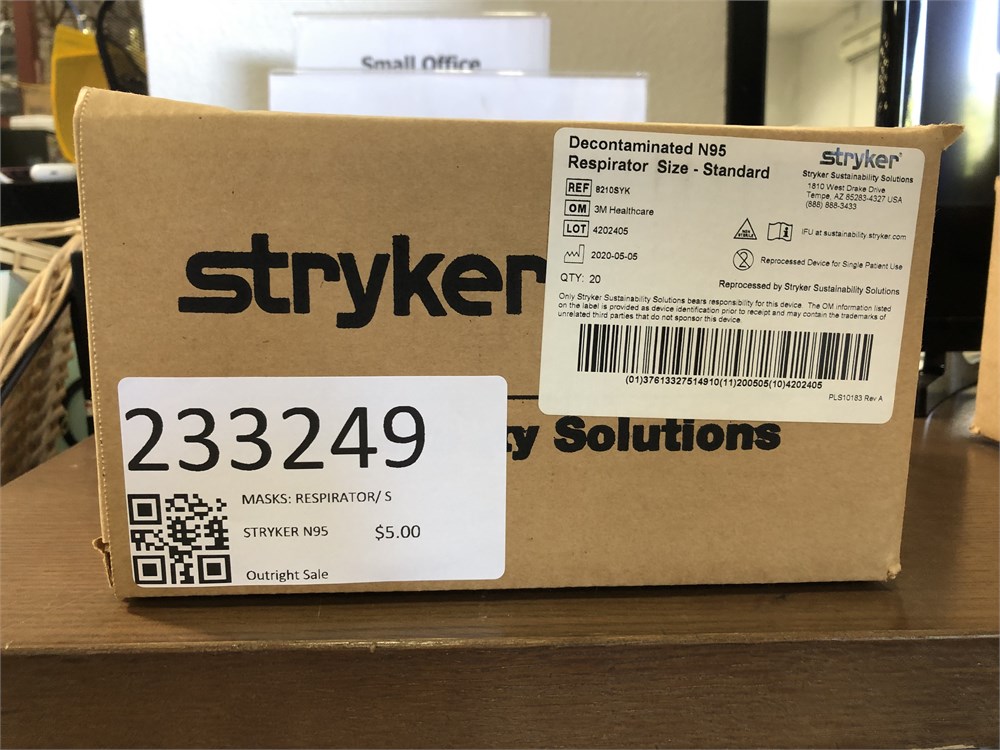 Small Office
stryker
Decontaminated N95
Respirator Size - Standard
stryker®
Stryker Sustainability Solutions
1810 West Drake Drive
Tempe, AZ 85283-4327 USA
(888) 888-3433
REF 8210SYK
OM 3M Healthcare
LOT 4202405
2020-05-05
QTY: 20
NON STERILE
IFU at sustainability.stryker.com
Reprocessed Device for Single Patient Use
Reprocessed by Stryker Sustainability Solutions
Only Stryker Sustainability Solutions bears responsibility for this device. The OM information listed
on the label is provided as device identification prior to receipt and may contain the trademarks of
unrelated third parties that do not sponsor this device.
(01)37613327514910(11)200505(10)4202405
PLS10183 Rev A
ty Solutions
233249
MASKS: RESPIRATOR/ S
STRYKER N95 $5.00
Outright Sale